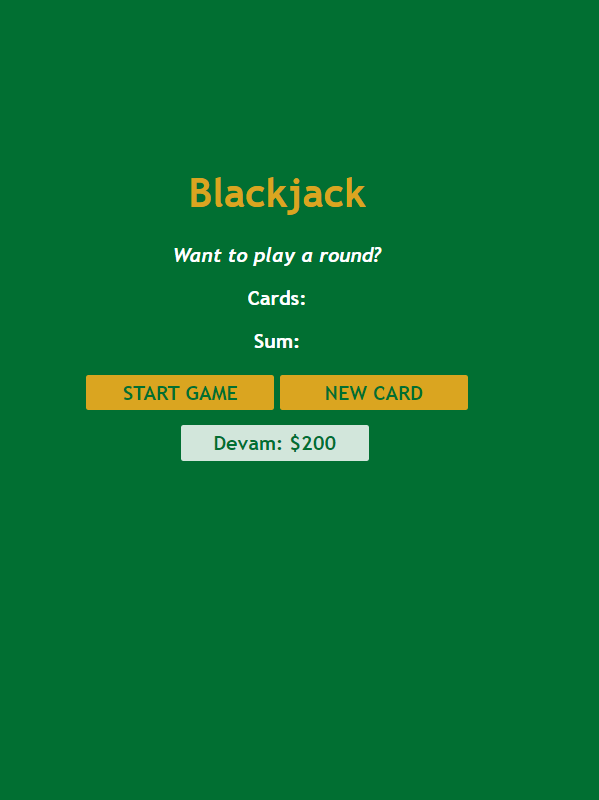 Blackjack
Want to play a round?
Cards:
Sum:
START GAME NEW CARD
Devam: $200